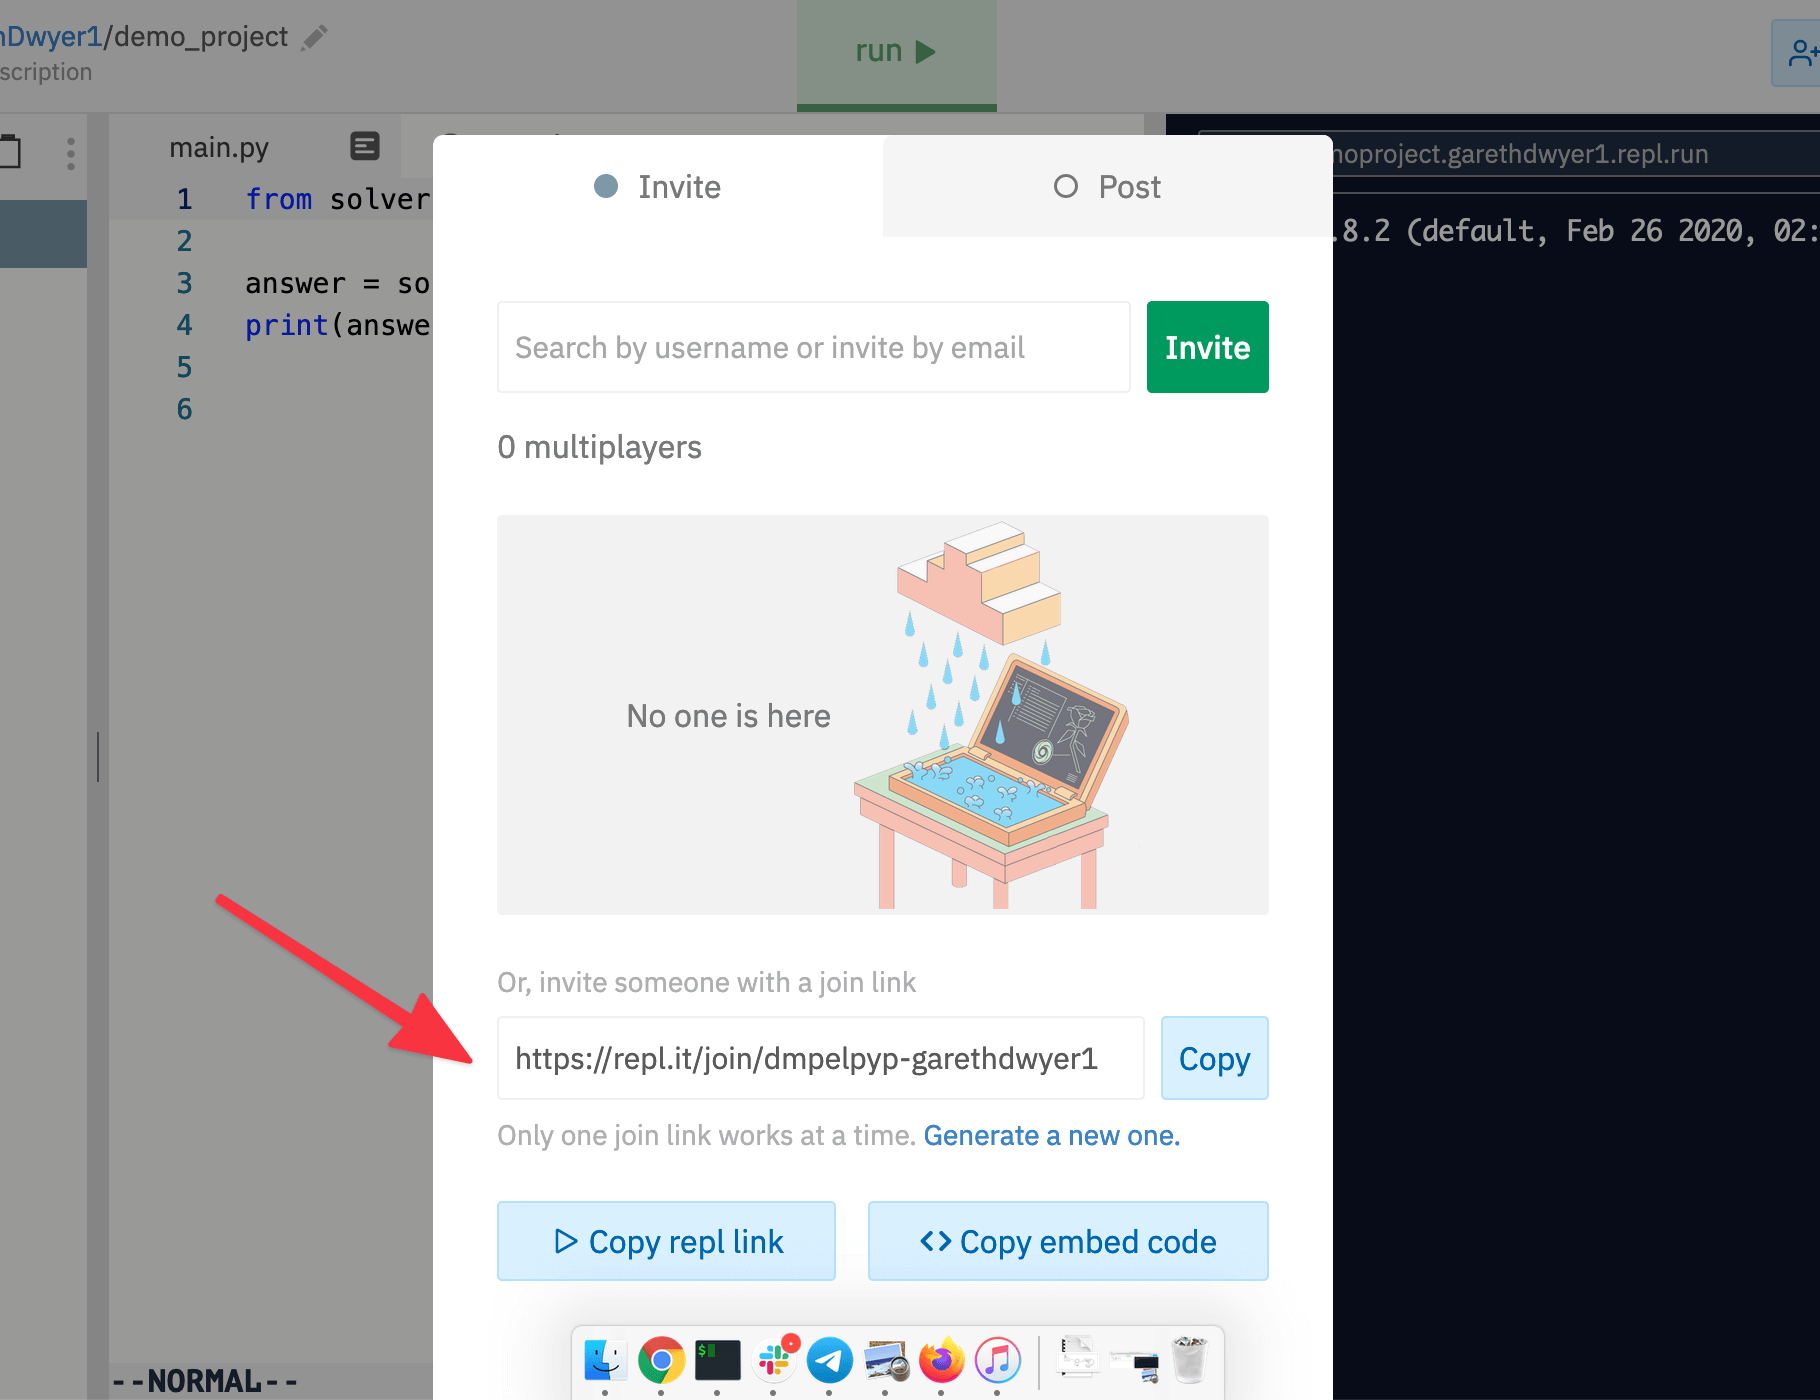 nDwyer1/demo_project
scription
run
main.py
1 from solver
2
3 answer = so
4 print(answe
5
6
--NORMAL--
Invite
Post
Search by username or invite by email
Invite
0 multiplayers
No one is here
Or, invite someone with a join link
https://repl.it/join/dmpelpyp-garethdwyer1
Copy
Only one join link works at a time. Generate a new one.
Copy repl link
<> Copy embed code
moproject.garethdwyer1.repl.run
.8.2 (default, Feb 26 2020, 02:
$